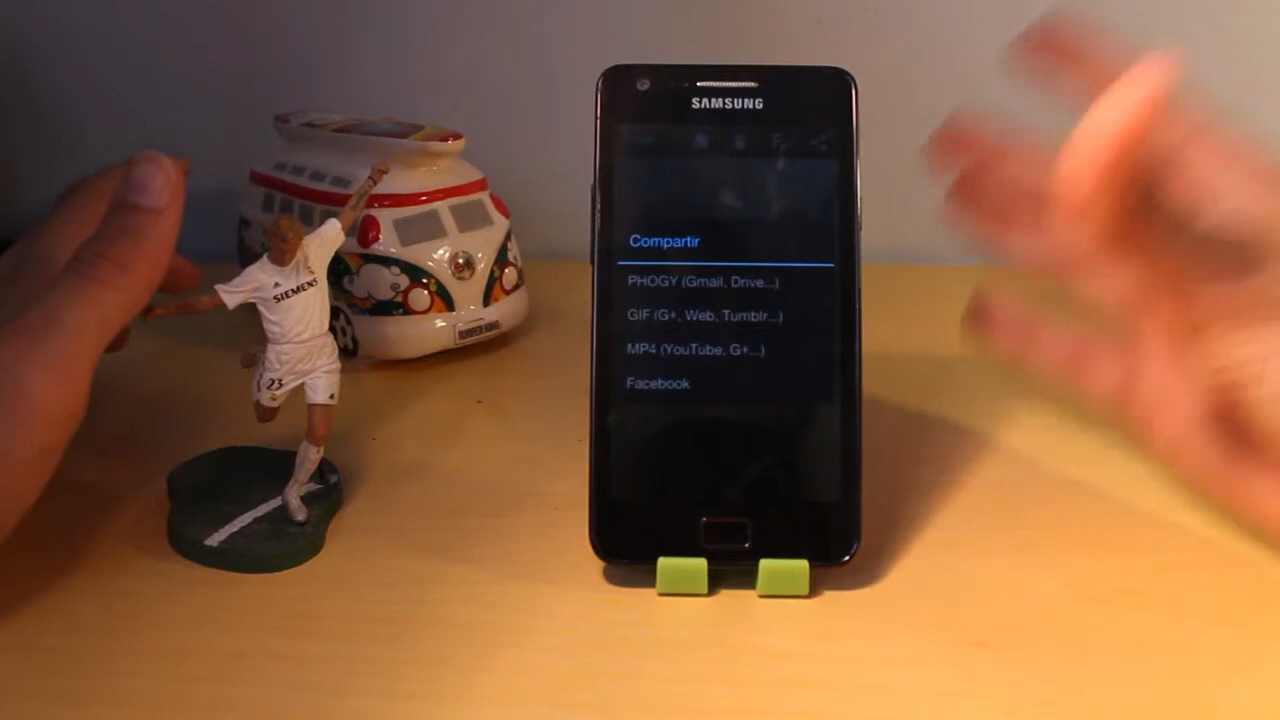 SAMSUNG
Compartir
PHOGY (Gmail, Drive...)
GIF (G+, Web, Tumblr...)
MP4 (YouTube, G+...)
Facebook
SIEMENS
23